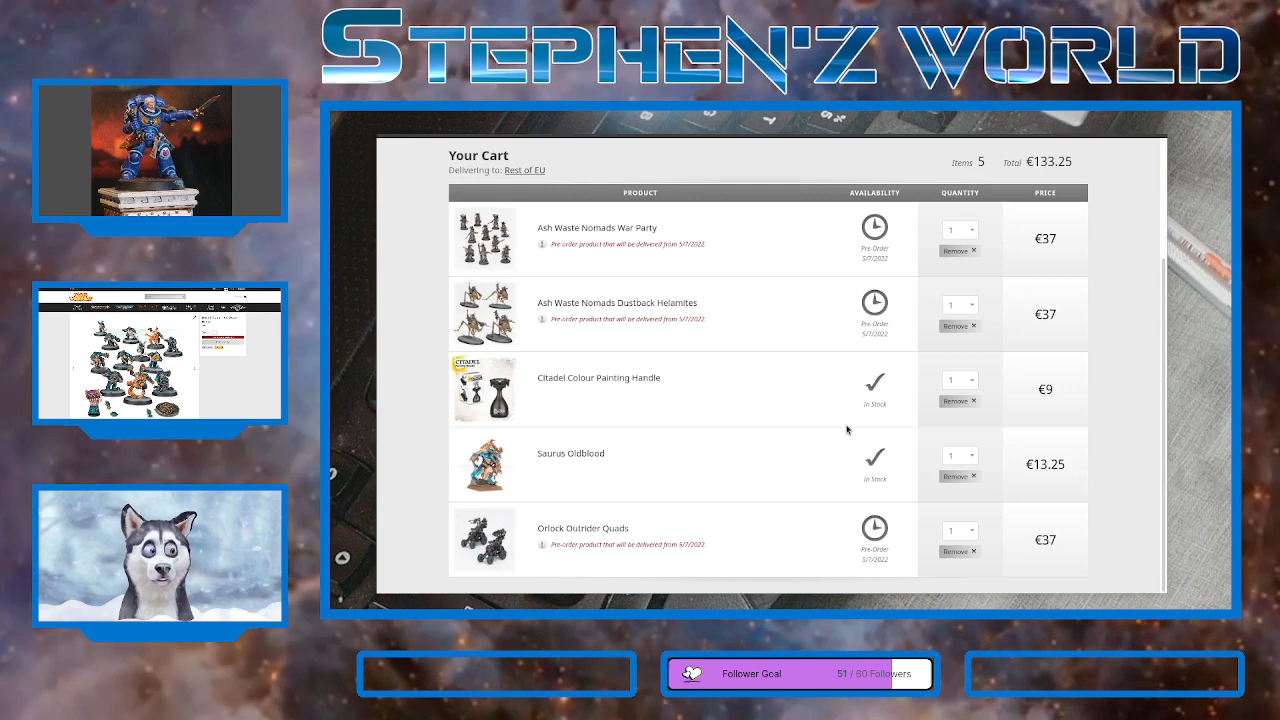 STEPHEN'Z WORLD
Your Cart
Delivering to: Rest of EU
Items 5 Total €133.25
PRODUCT AVAILABILITY QUANTITY PRICE
Ash Waste Nomads War Party
Pre-order product that will be delivered from 5/7/2022.
Pre-Order
5/7/2022
1
Remove ×
€37
Ash Waste Nomads Dustback Helamites
Pre-order product that will be delivered from 5/7/2022.
Pre-Order
5/7/2022
1
Remove ×
€37
CITADEL
Citadel Colour Painting Handle
In Stock
1
Remove ×
€9
Saurus Oldblood
In Stock
1
Remove ×
€13.25
Orlock Outrider Quads
Pre-order product that will be delivered from 5/7/2022.
Pre-Order
5/7/2022
1
Remove ×
€37
Follower Goal 51 / 60 Followers